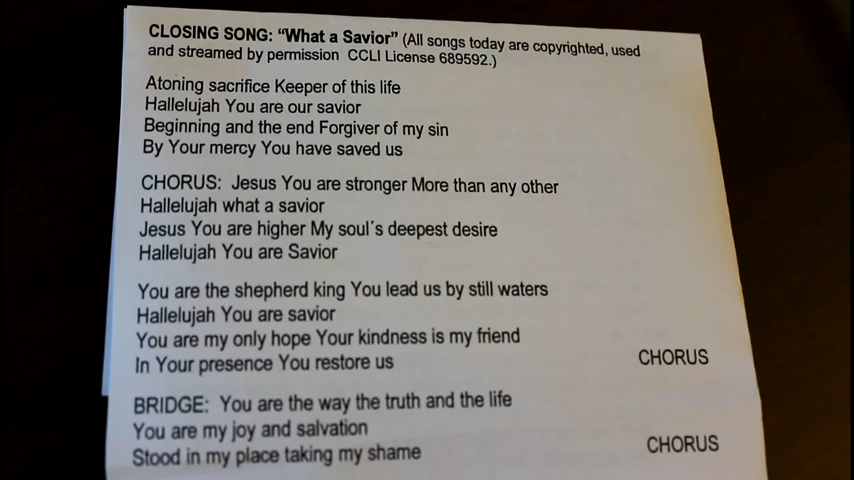 CLOSING SONG: “What a Savior” (All songs today are copyrighted, used
and streamed by permission CCLI License 689592.)
Atoning sacrifice Keeper of this life
Hallelujah You are our savior
Beginning and the end Forgiver of my sin
By Your mercy You have saved us
CHORUS: Jesus You are stronger More than any other
Hallelujah what a savior
Jesus You are higher My soul´s deepest desire
Hallelujah You are Savior
You are the shepherd king You lead us by still waters
Hallelujah You are savior
You are my only hope Your kindness is my friend
In Your presence You restore us CHORUS
BRIDGE: You are the way the truth and the life
You are my joy and salvation
Stood in my place taking my shame CHORUS